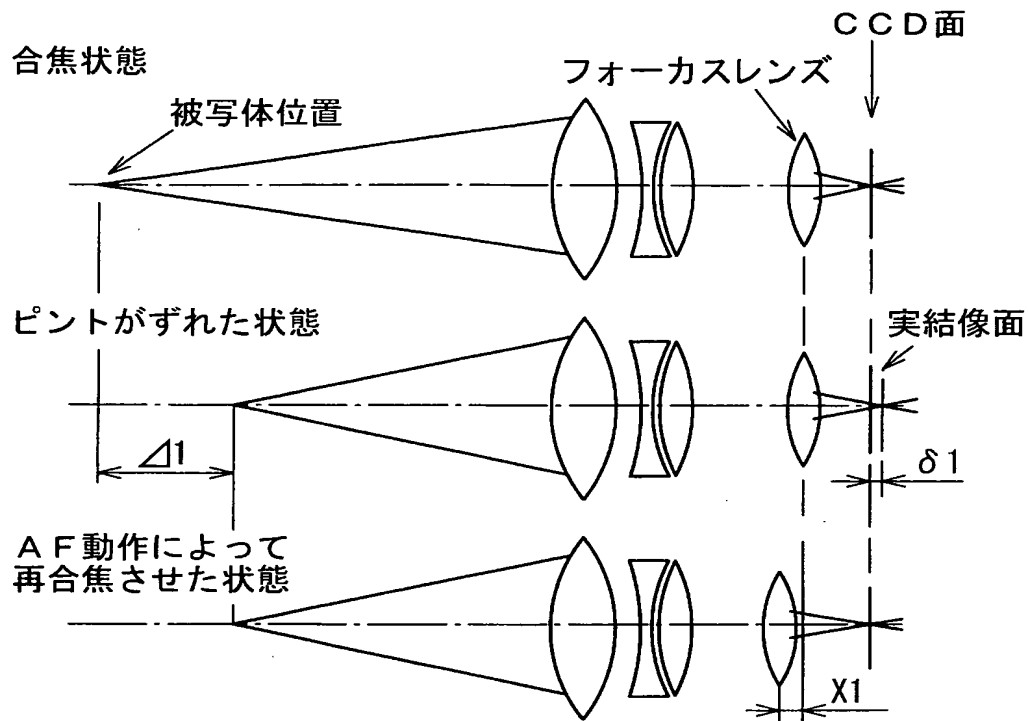 CCD面
合焦状態
フォーカスレンズ
被写体位置
ピントがずれた状態
実結像面
⊿1
δ1
AF動作によって
再合焦させた状態
X1